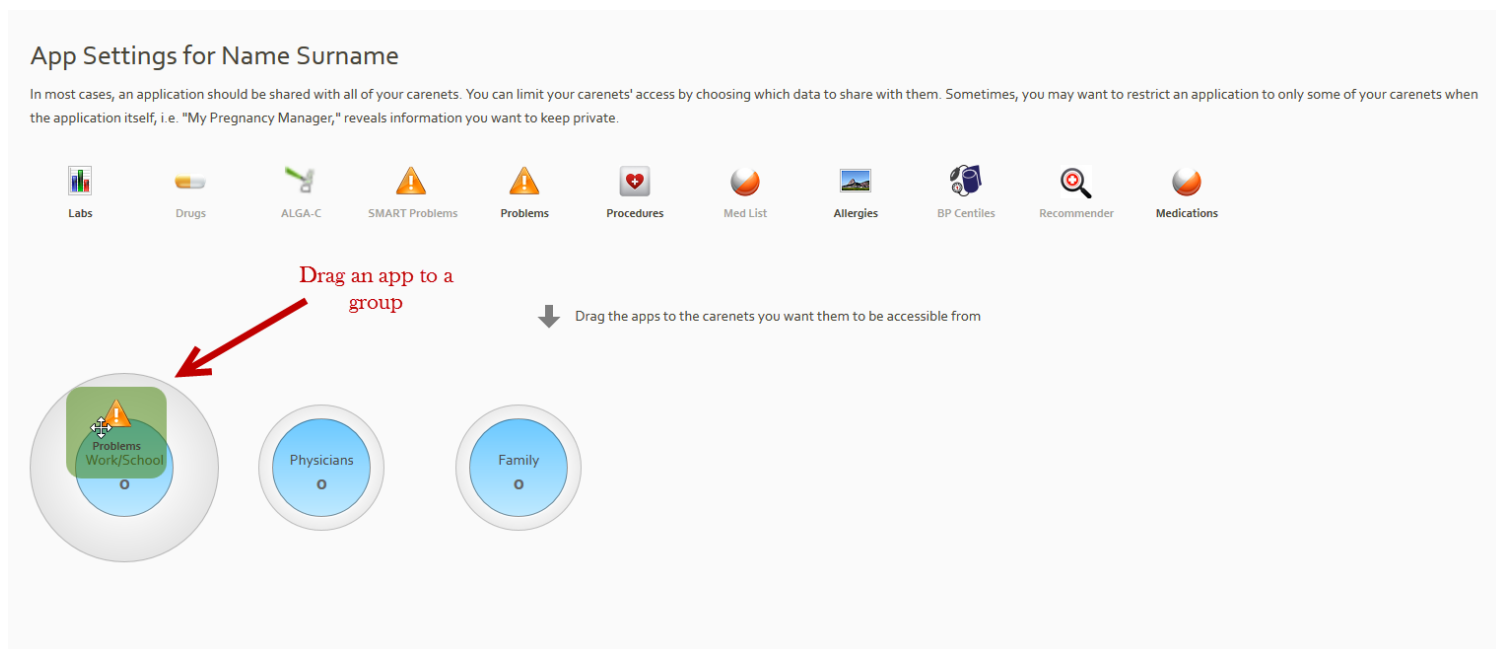 App Settings for Name Surname
In most cases, an application should be shared with all of your carenets. You can limit your carenets' access by choosing which data to share with them. Sometimes, you may want to restrict an application to only some of your carenets when
the application itself, i.e. "My Pregnancy Manager," reveals information you want to keep private.
Labs
Drugs
ALGA-C
SMART Problems
Problems
Procedures
Med List
Allergies
BP Centiles
Recommender
Medications
Drag an app to a
group
Drag the apps to the carenets you want them to be accessible from
Problems
Work/School
0
Physicians
0
Family
0